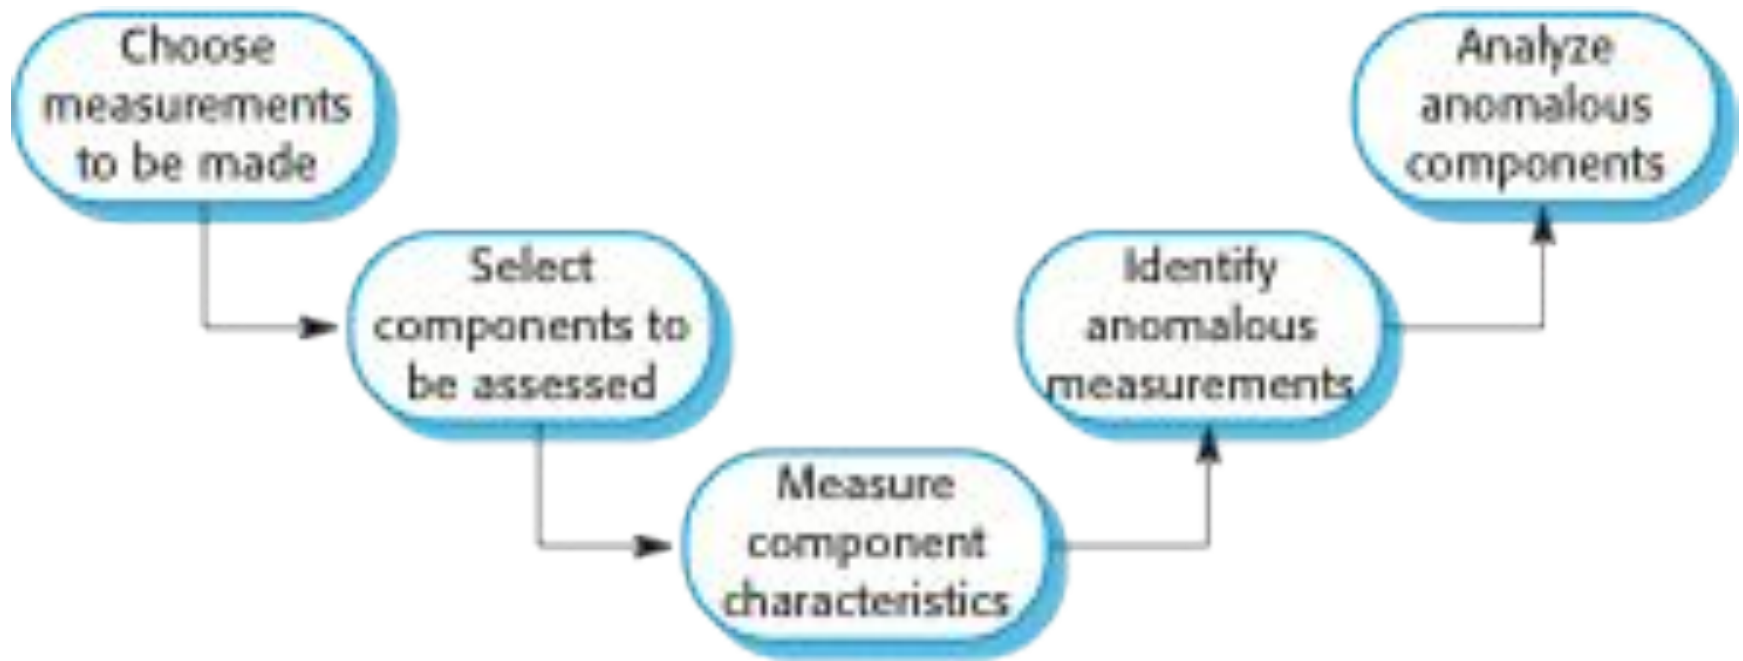 Choose
measurements
to be made
Select
components to
be assessed
Measure
component
characteristics
Identify
anomalous
measurements
Analyze
anomalous
components